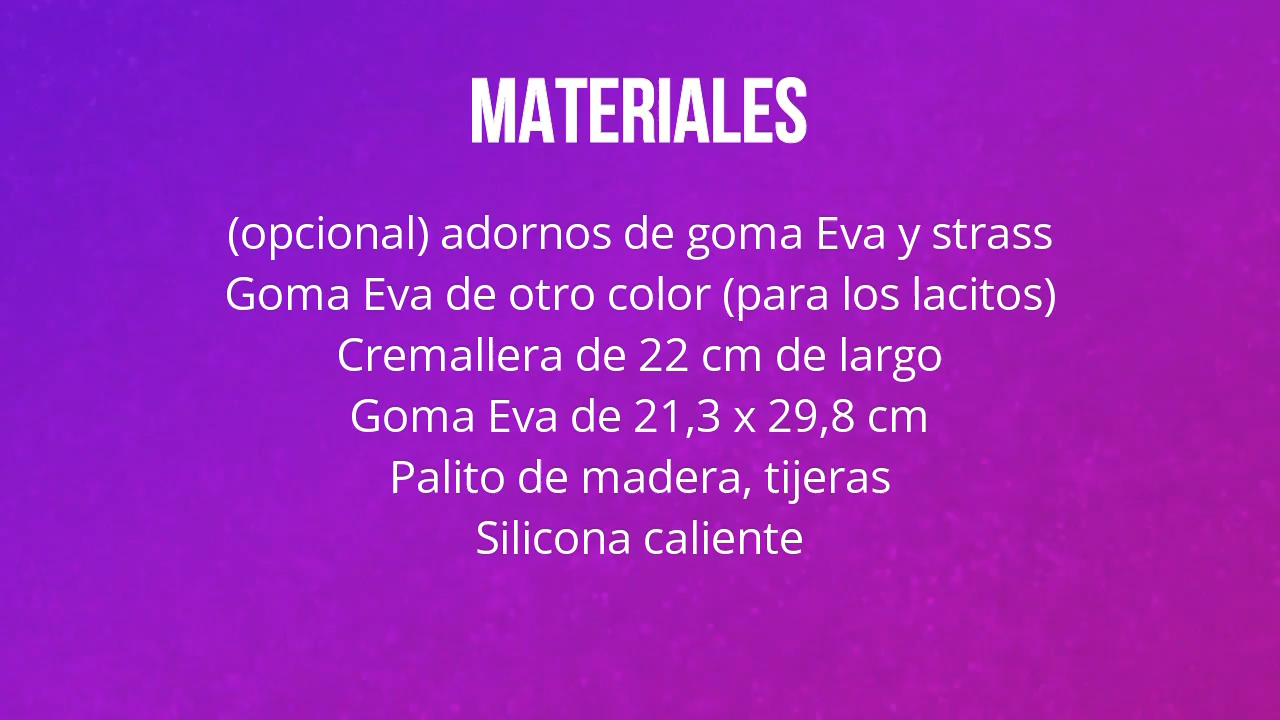 MATERIALES
(opcional) adornos de goma Eva y strass
Goma Eva de otro color (para los lacitos)
Cremallera de 22 cm de largo
Goma Eva de 21,3 x 29,8 cm
Palito de madera, tijeras
Silicona caliente